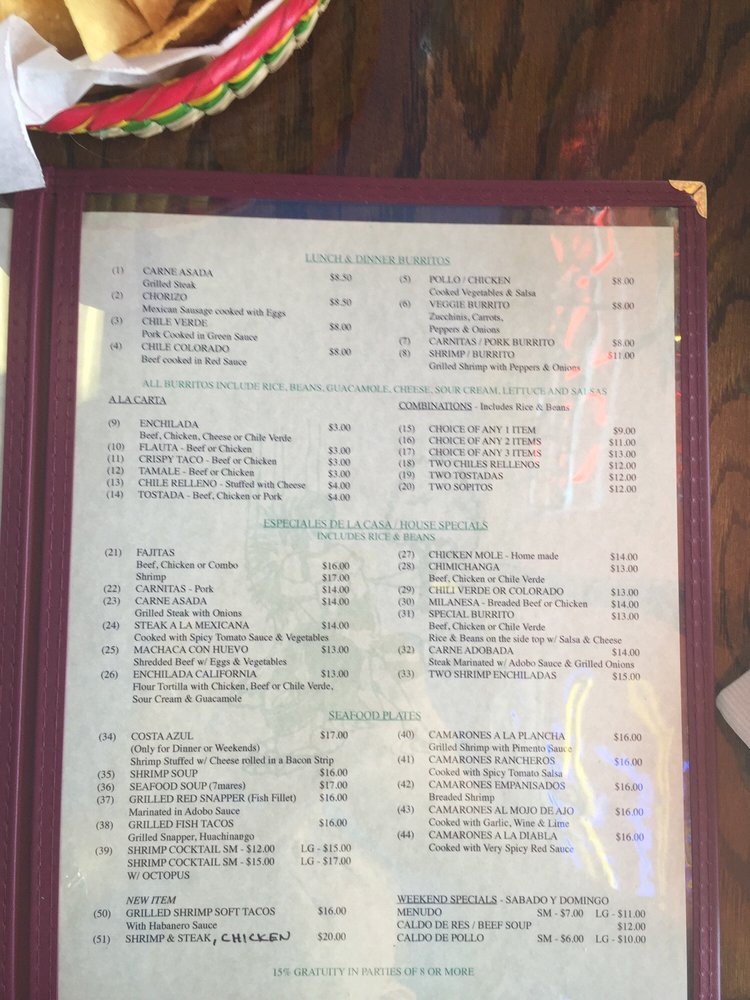 LUNCH & DINNER BURRITOS
(1) CARNE ASADA $8.50
Grilled Steak
(2) CHORIZO $8.50
Mexican Sausage cooked with Eggs
(3) CHILE VERDE $8.00
Pork Cooked in Green Sauce
(4) CHILE COLORADO $8.00
Beef cooked in Red Sauce
(5) POLLO / CHICKEN $8.00
Cooked Vegetables & Salsa
(6) VEGGIE BURRITO $8.00
Zucchinis, Carrots,
Peppers & Onions
(7) CARNITAS / PORK BURRITO $8.00
(8) SHRIMP / BURRITO $11.00
Grilled Shrimp with Peppers & Onions
ALL BURRITOS INCLUDE RICE, BEANS, GUACAMOLE, CHEESE, SOUR CREAM, LETTUCE AND SALSAS
A LA CARTA
(9) ENCHILADA $3.00
Beef, Chicken, Cheese or Chile Verde
(10) FLAUTA - Beef or Chicken $3.00
(11) CRISPY TACO - Beef or Chicken $3.00
(12) TAMALE - Beef or Chicken $3.00
(13) CHILE RELLENO - Stuffed with Cheese $4.00
(14) TOSTADA - Beef, Chicken or Pork $4.00
COMBINATIONS - Includes Rice & Beans
(15) CHOICE OF ANY 1 ITEM $9.00
(16) CHOICE OF ANY 2 ITEMS $11.00
(17) CHOICE OF ANY 3 ITEMS $13.00
(18) TWO CHILES RELLENOS $12.00
(19) TWO TOSTADAS $12.00
(20) TWO SOPITOS $12.00
ESPECIALES DE LA CASA / HOUSE SPECIALS
INCLUDES RICE & BEANS
(21) FAJITAS
Beef, Chicken or Combo $16.00
Shrimp $17.00
(22) CARNITAS - Pork $14.00
(23) CARNE ASADA $14.00
Grilled Steak with Onions
(24) STEAK A LA MEXICANA $14.00
Cooked with Spicy Tomato Sauce & Vegetables
(25) MACHACA CON HUEVO $13.00
Shredded Beef w/ Eggs & Vegetables
(26) ENCHILADA CALIFORNIA $13.00
Flour Tortilla with Chicken, Beef or Chile Verde,
Sour Cream & Guacamole
(27) CHICKEN MOLE - Home made $14.00
(28) CHIMICHANGA $13.00
Beef, Chicken or Chile Verde
(29) CHILI VERDE OR COLORADO $13.00
(30) MILANESA - Breaded Beef or Chicken $14.00
(31) SPECIAL BURRITO $13.00
Beef, Chicken or Chile Verde
Rice & Beans on the side top w/ Salsa & Cheese
(32) CARNE ADOBADA $14.00
Steak Marinated w/ Adobo Sauce & Grilled Onions
(33) TWO SHRIMP ENCHILADAS $15.00
SEAFOOD PLATES
(34) COSTA AZUL $17.00
(Only for Dinner or Weekends)
Shrimp Stuffed w/ Cheese rolled in a Bacon Strip
(35) SHRIMP SOUP $16.00
(36) SEAFOOD SOUP (7mares) $17.00
(37) GRILLED RED SNAPPER (Fish Fillet) $16.00
Marinated in Adobo Sauce
(38) GRILLED FISH TACOS $16.00
Grilled Snapper, Huachinango
(39) SHRIMP COCKTAIL SM - $12.00 LG - $15.00
SHRIMP COCKTAIL SM - $15.00 LG - $17.00
W/ OCTOPUS
(40) CAMARONES A LA PLANCHA $16.00
Grilled Shrimp with Pimento Sauce
(41) CAMARONES RANCHEROS $16.00
Cooked with Spicy Tomato Salsa
(42) CAMARONES EMPANISADOS $16.00
Breaded Shrimp
(43) CAMARONES AL MOJO DE AJO $16.00
Cooked with Garlic, Wine & Lime
(44) CAMARONES A LA DIABLA $16.00
Cooked with Very Spicy Red Sauce
NEW ITEM
(50) GRILLED SHRIMP SOFT TACOS $16.00
With Habanero Sauce
(51) SHRIMP & STEAK, CHICKEN $20.00
WEEKEND SPECIALS - SABADO Y DOMINGO
MENUDO SM - $7.00 LG - $11.00
CALDO DE RES / BEEF SOUP $12.00
CALDO DE POLLO SM - $6.00 LG - $10.00
15% GRATUITY IN PARTIES OF 8 OR MORE